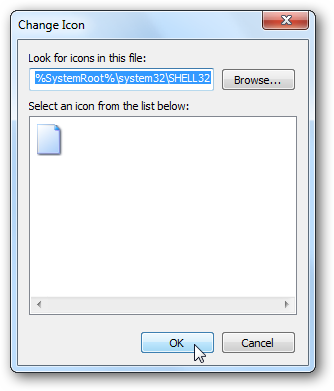 Change Icon
Look for icons in this file:
%SystemRoot%\system32\SHELL32
Browse...
Select an icon from the list below:
OK
Cancel